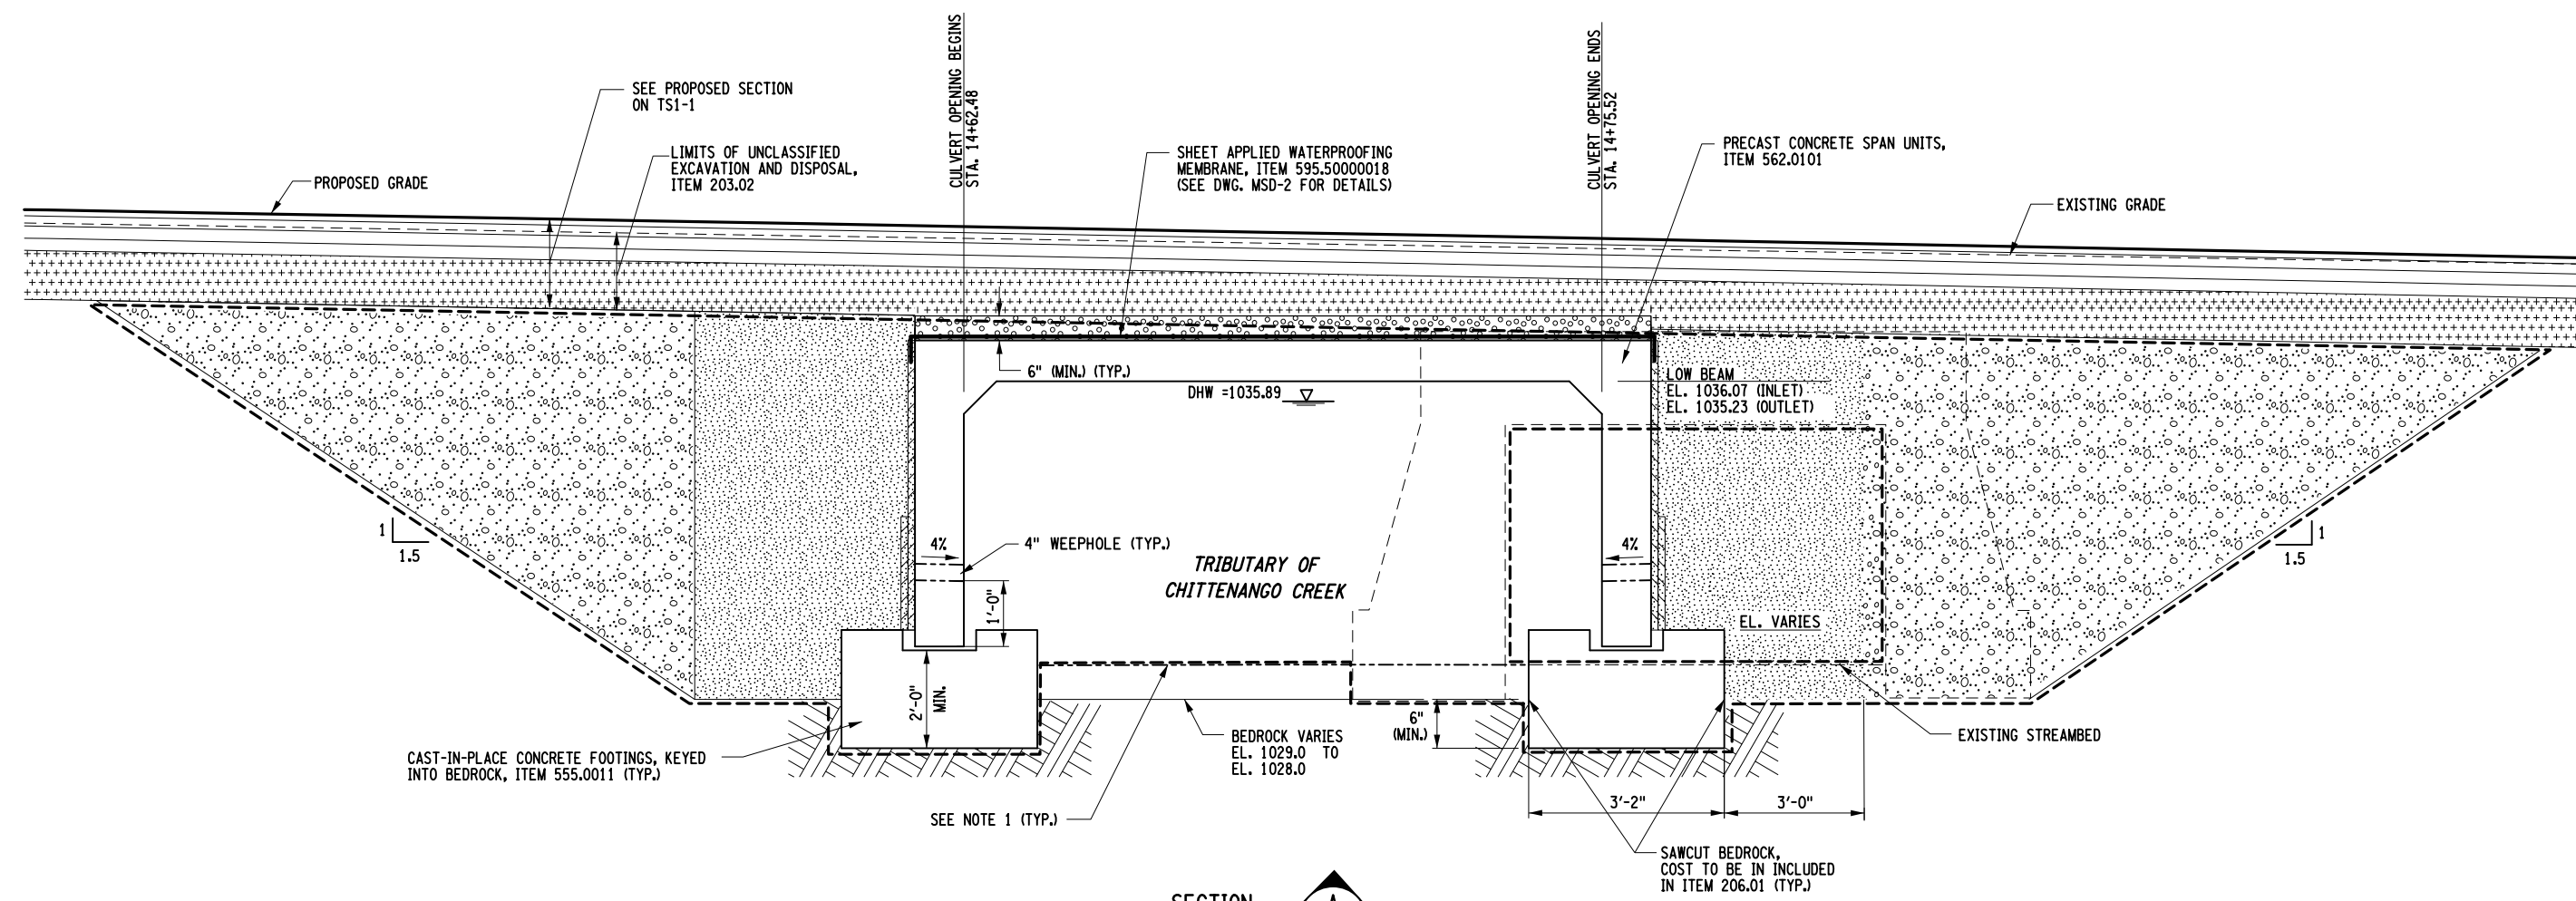 CULVERT OPENING BEGINS
STA. 14+62.48
CULVERT OPENING ENDS
STA. 14+75.52
SEE PROPOSED SECTION
ON TS1-1
LIMITS OF UNCLASSIFIED
EXCAVATION AND DISPOSAL,
ITEM 203.02
PROPOSED GRADE
SHEET APPLIED WATERPROOFING
MEMBRANE, ITEM 595.50000018
(SEE DWG. MSD-2 FOR DETAILS)
PRECAST CONCRETE SPAN UNITS,
ITEM 562.0101
EXISTING GRADE
6" (MIN.) (TYP.)
DHW =1035.89
LOW BEAM
EL. 1036.07 (INLET)
EL. 1035.23 (OUTLET)
1
1.5
4%
4" WEEPHOLE (TYP.)
1'-0"
TRIBUTARY OF
CHITTENANGO CREEK
4%
1
1.5
EL. VARIES
2'-0"
MIN.
6"
(MIN.)
CAST-IN-PLACE CONCRETE FOOTINGS, KEYED
INTO BEDROCK, ITEM 555.0011 (TYP.)
BEDROCK VARIES
EL. 1029.0 TO
EL. 1028.0
EXISTING STREAMBED
SEE NOTE 1 (TYP.)
3'-2"
3'-0"
SAWCUT BEDROCK,
COST TO BE IN INCLUDED
IN ITEM 206.01 (TYP.)
SECTION